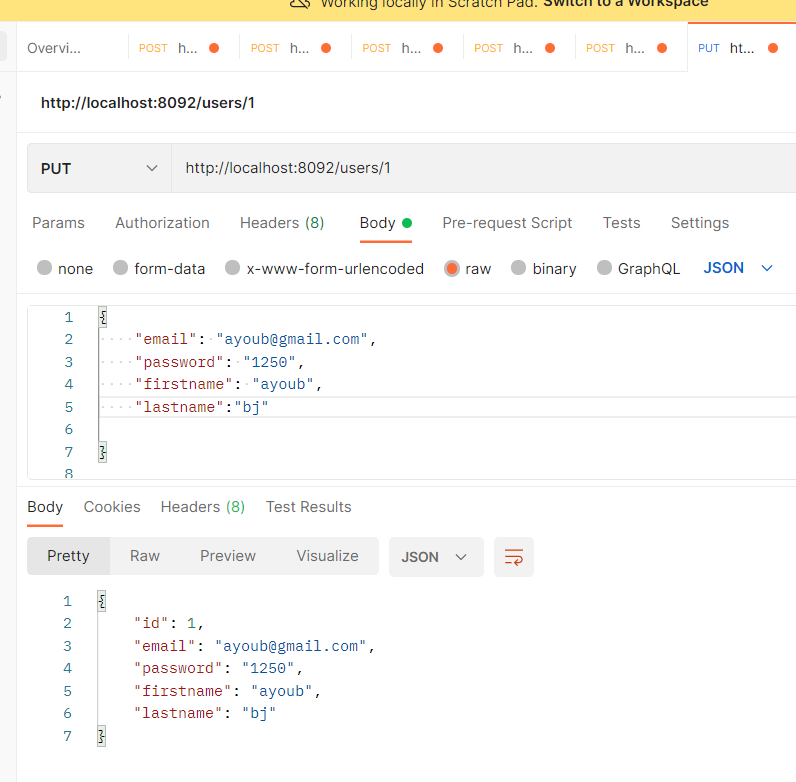 Working locally in Scratch Pad. Switch to a Workspace
Overvi... POST h... POST h... POST h... POST h... POST h... PUT ht...
http://localhost:8092/users/1
PUT http://localhost:8092/users/1
Params Authorization Headers (8) Body Pre-request Script Tests Settings
none form-data x-www-form-urlencoded raw binary GraphQL JSON
1 {
2 "email": "ayoub@gmail.com",
3 "password": "1250",
4 "firstname": "ayoub",
5 "lastname":"bj"
6
7 }
8
Body Cookies Headers (8) Test Results
Pretty Raw Preview Visualize JSON
1 {
2 "id": 1,
3 "email": "ayoub@gmail.com",
4 "password": "1250",
5 "firstname": "ayoub",
6 "lastname": "bj"
7 }